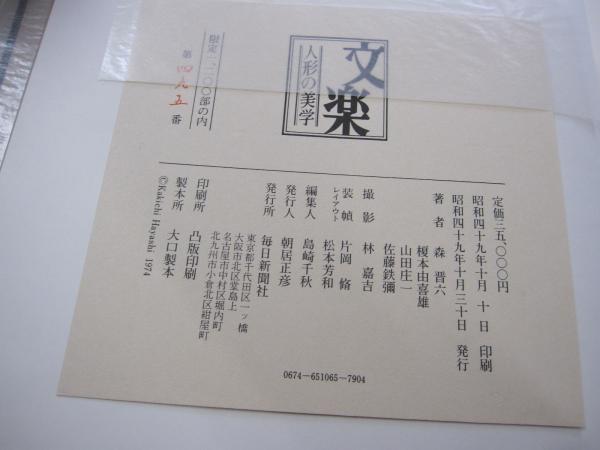 文楽
人形の美学
限定一、二〇〇部の内
第四九五番
定価三五、〇〇〇円
昭和四十九年十月十日 印刷
昭和四十九年十月三十日 発行
著者 森晋六
榎本由喜雄
山田庄一
佐藤鉄彌
撮影 林嘉吉
装幀 片岡脩
レイアウト 松本芳和
編集人 島崎千秋
発行人 朝居正彦
発行所 毎日新聞社
東京都千代田区一ッ橋
大阪市北区堂島上
名古屋市中村区堀内町
北九州市小倉北区紺屋町
印刷所 凸版印刷
製本所 大口製本
©Kakichi Hayashi 1974
0674—651065—7904